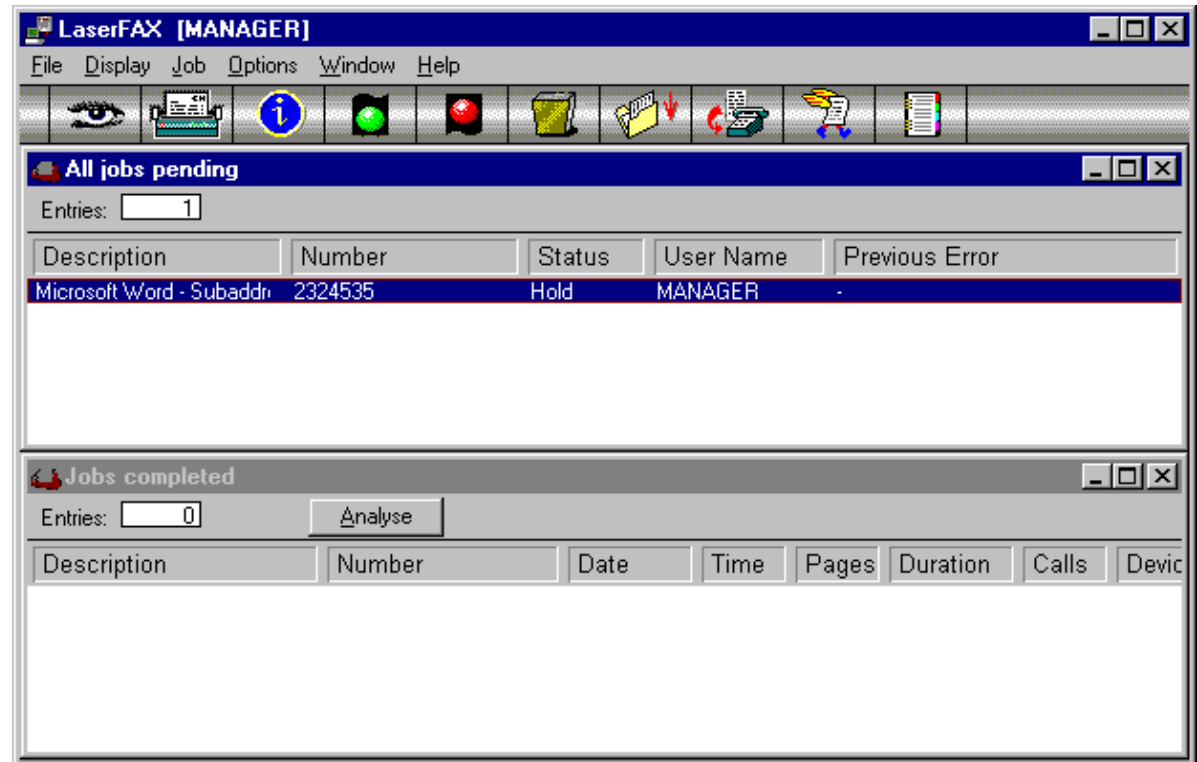 LaserFAX [MANAGER]
File Display Job Options Window Help
All jobs pending
Entries: 1
Description Number Status User Name Previous Error
Microsoft Word - Subaddr 2324535 Hold MANAGER -
Jobs completed
Entries: 0 Analyse
Description Number Date Time Pages Duration Calls Devic